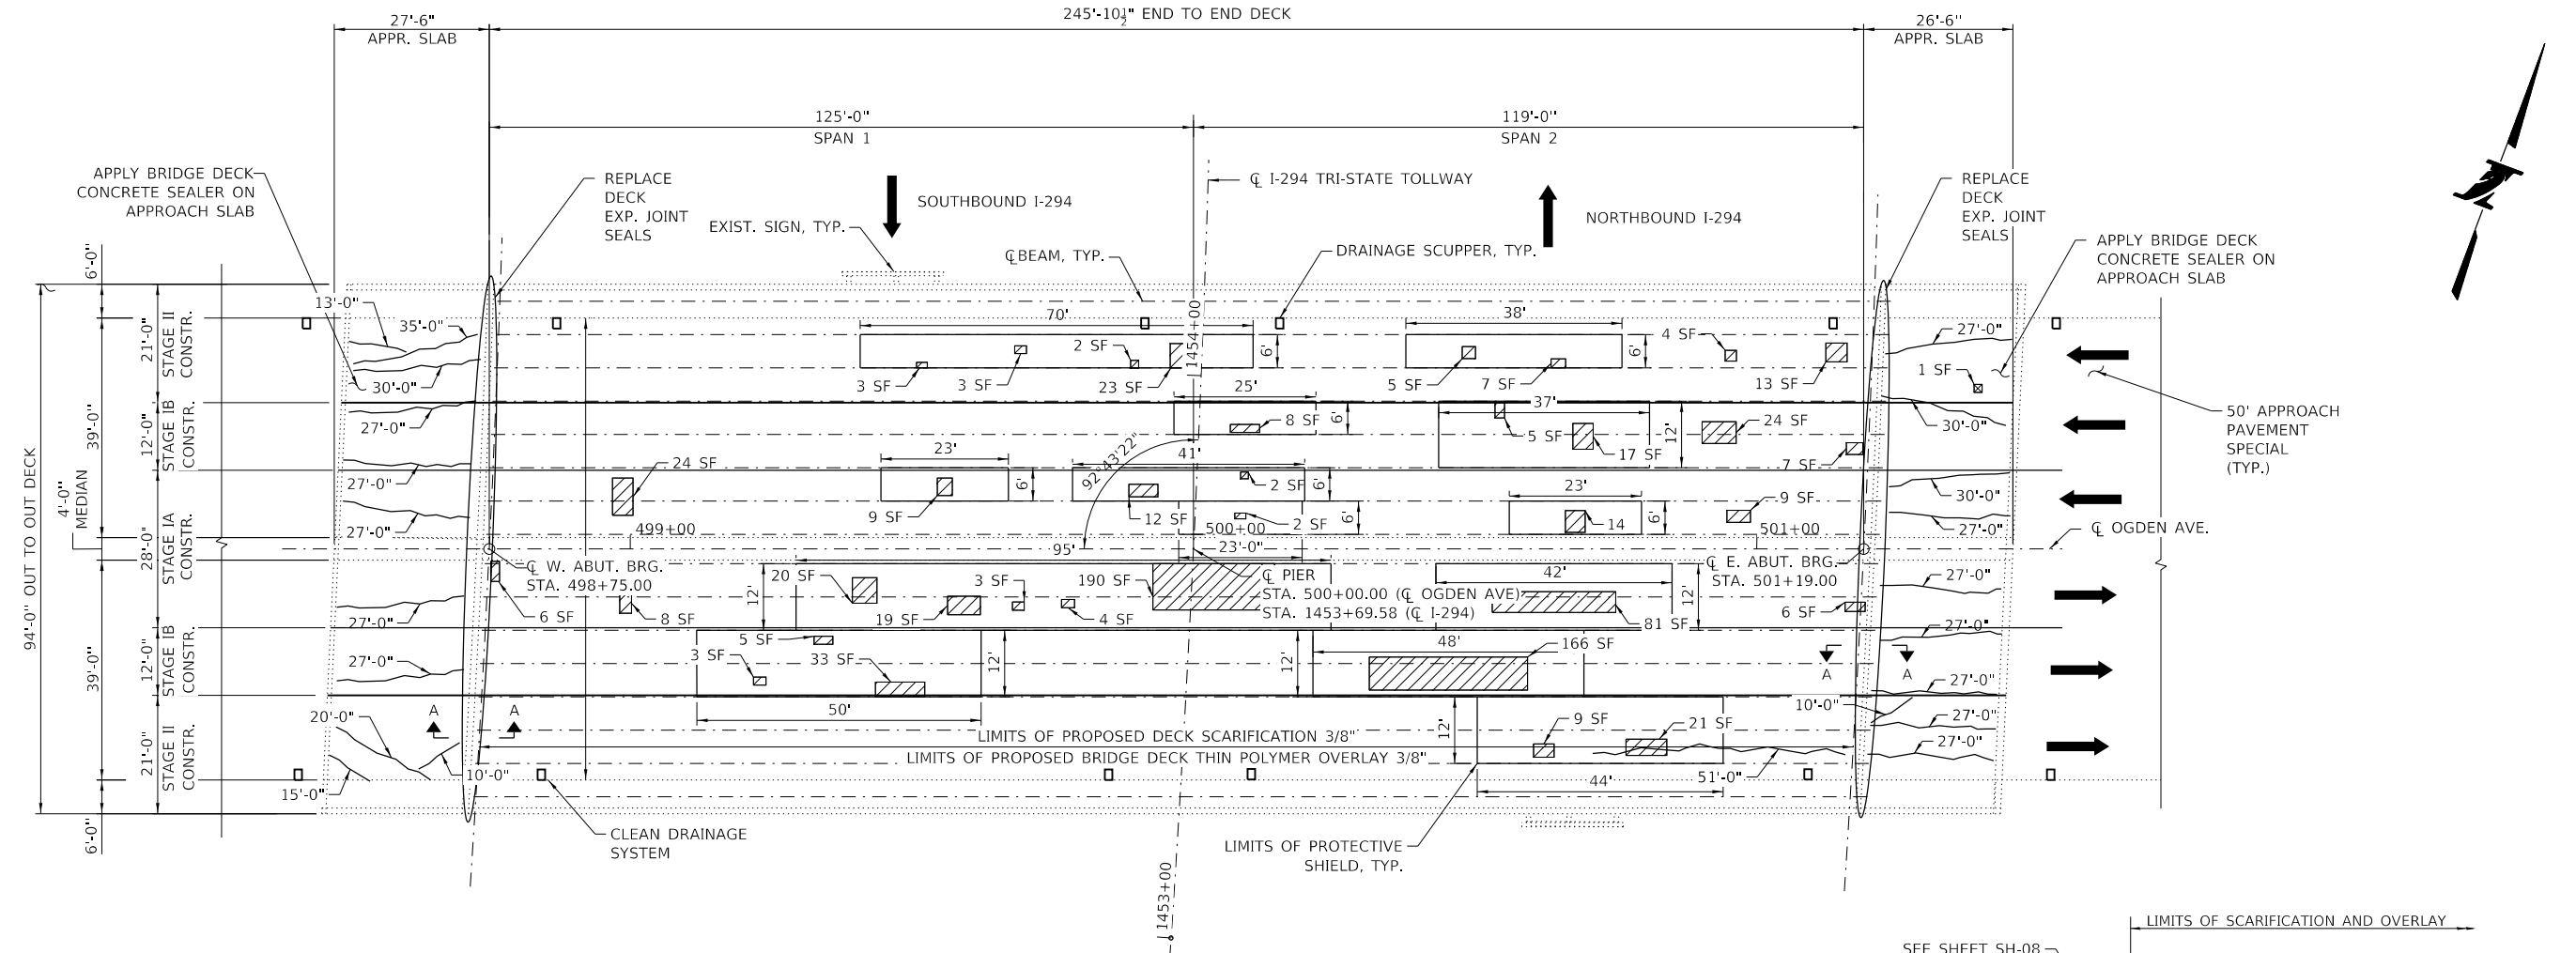 27'-6"
APPR. SLAB
245'-10½" END TO END DECK
26'-6"
APPR. SLAB
125'-0"
SPAN 1
119'-0"
SPAN 2
APPLY BRIDGE DECK
CONCRETE SEALER ON
APPROACH SLAB
REPLACE
DECK
EXP. JOINT
SEALS
EXIST. SIGN, TYP.
SOUTHBOUND I-294
℄ I-294 TRI-STATE TOLLWAY
NORTHBOUND I-294
℄ BEAM, TYP.
DRAINAGE SCUPPER, TYP.
REPLACE
DECK
EXP. JOINT
SEALS
APPLY BRIDGE DECK
CONCRETE SEALER ON
APPROACH SLAB
6'-0"
39'-0"
4'-0"
MEDIAN
39'-0"
6'-0"
94'-0" OUT TO OUT DECK
21'-0"
STAGE II
CONSTR.
12'-0"
STAGE IB
CONSTR.
28'-0"
STAGE IA
CONSTR.
12'-0"
STAGE IB
CONSTR.
21'-0"
STAGE II
CONSTR.
13'-0"
35'-0"
30'-0"
27'-0"
27'-0"
27'-0"
27'-0"
27'-0"
20'-0"
15'-0"
10'-0"
70'
6'
3 SF
3 SF
2 SF
23 SF
1454+00
38'
6'
5 SF
7 SF
4 SF
13 SF
27'-0"
1 SF
30'-0"
50' APPROACH
PAVEMENT
SPECIAL
(TYP.)
25'
8 SF
6'
37'
5 SF
17 SF
12'
24 SF
7 SF
24 SF
23'
9 SF
6'
92°43'22"
41'
12 SF
2 SF
6'
2 SF
6'
23'
14
6'
9 SF
30'-0"
27'-0"
℄ OGDEN AVE.
499+00
500+00
501+00
23'-0"
℄ W. ABUT. BRG.
STA. 498+75.00
6 SF
8 SF
95'
12'
20 SF
19 SF
3 SF
4 SF
190 SF
℄ PIER
STA. 500+00.00 (℄ OGDEN AVE)
STA. 1453+69.58 (℄ I-294)
42'
81 SF
12'
℄ E. ABUT. BRG.
STA. 501+19.00
6 SF
27'-0"
27'-0"
5 SF
3 SF
33 SF
12'
50'
12'
48'
166 SF
A
A
27'-0"
10'-0"
27'-0"
27'-0"
A
A
12'
9 SF
21 SF
51'-0"
44'
LIMITS OF PROPOSED DECK SCARIFICATION 3/8"
LIMITS OF PROPOSED BRIDGE DECK THIN POLYMER OVERLAY 3/8"
CLEAN DRAINAGE
SYSTEM
LIMITS OF PROTECTIVE
SHIELD, TYP.
1453+00
LIMITS OF SCARIFICATION AND OVERLAY
SEE SHEET SH-08